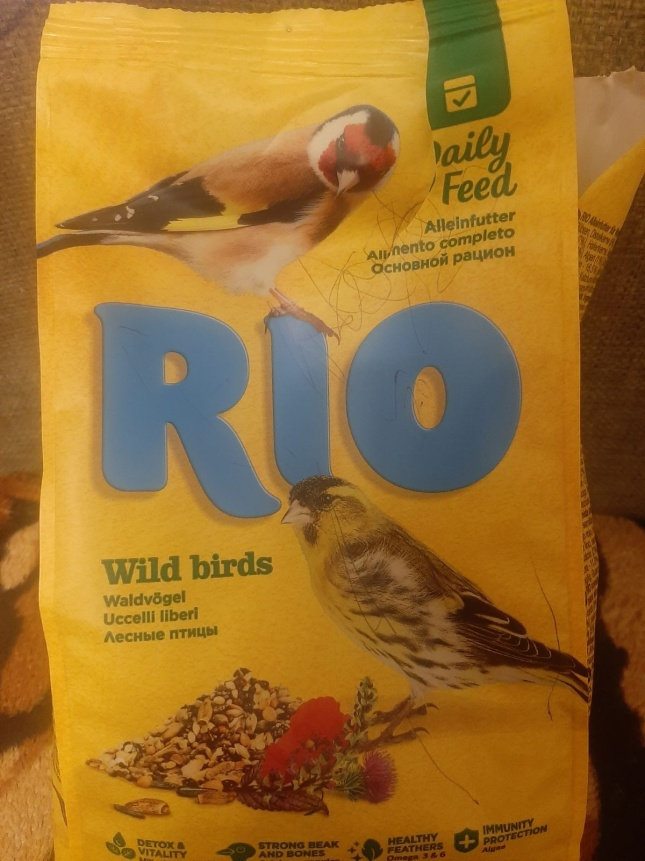 Daily
Feed
Alleinfutter
Alimento completo
Основной рацион
RIO
Wild birds
Waldvögel
Uccelli liberi
Лесные птицы
DETOX &
VITALITY
STRONG BEAK
AND BONES
HEALTHY
FEATHERS
Omega 3 & 6
IMMUNITY
PROTECTION
Algae